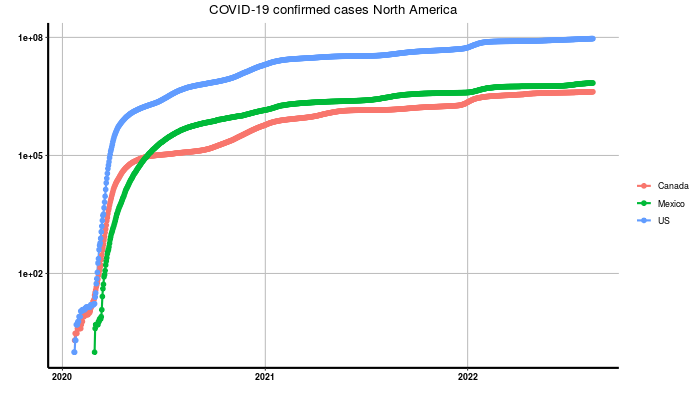 COVID-19 confirmed cases North America
1e+08
1e+05
1e+02
2020 2021 2022
Canada
Mexico
US